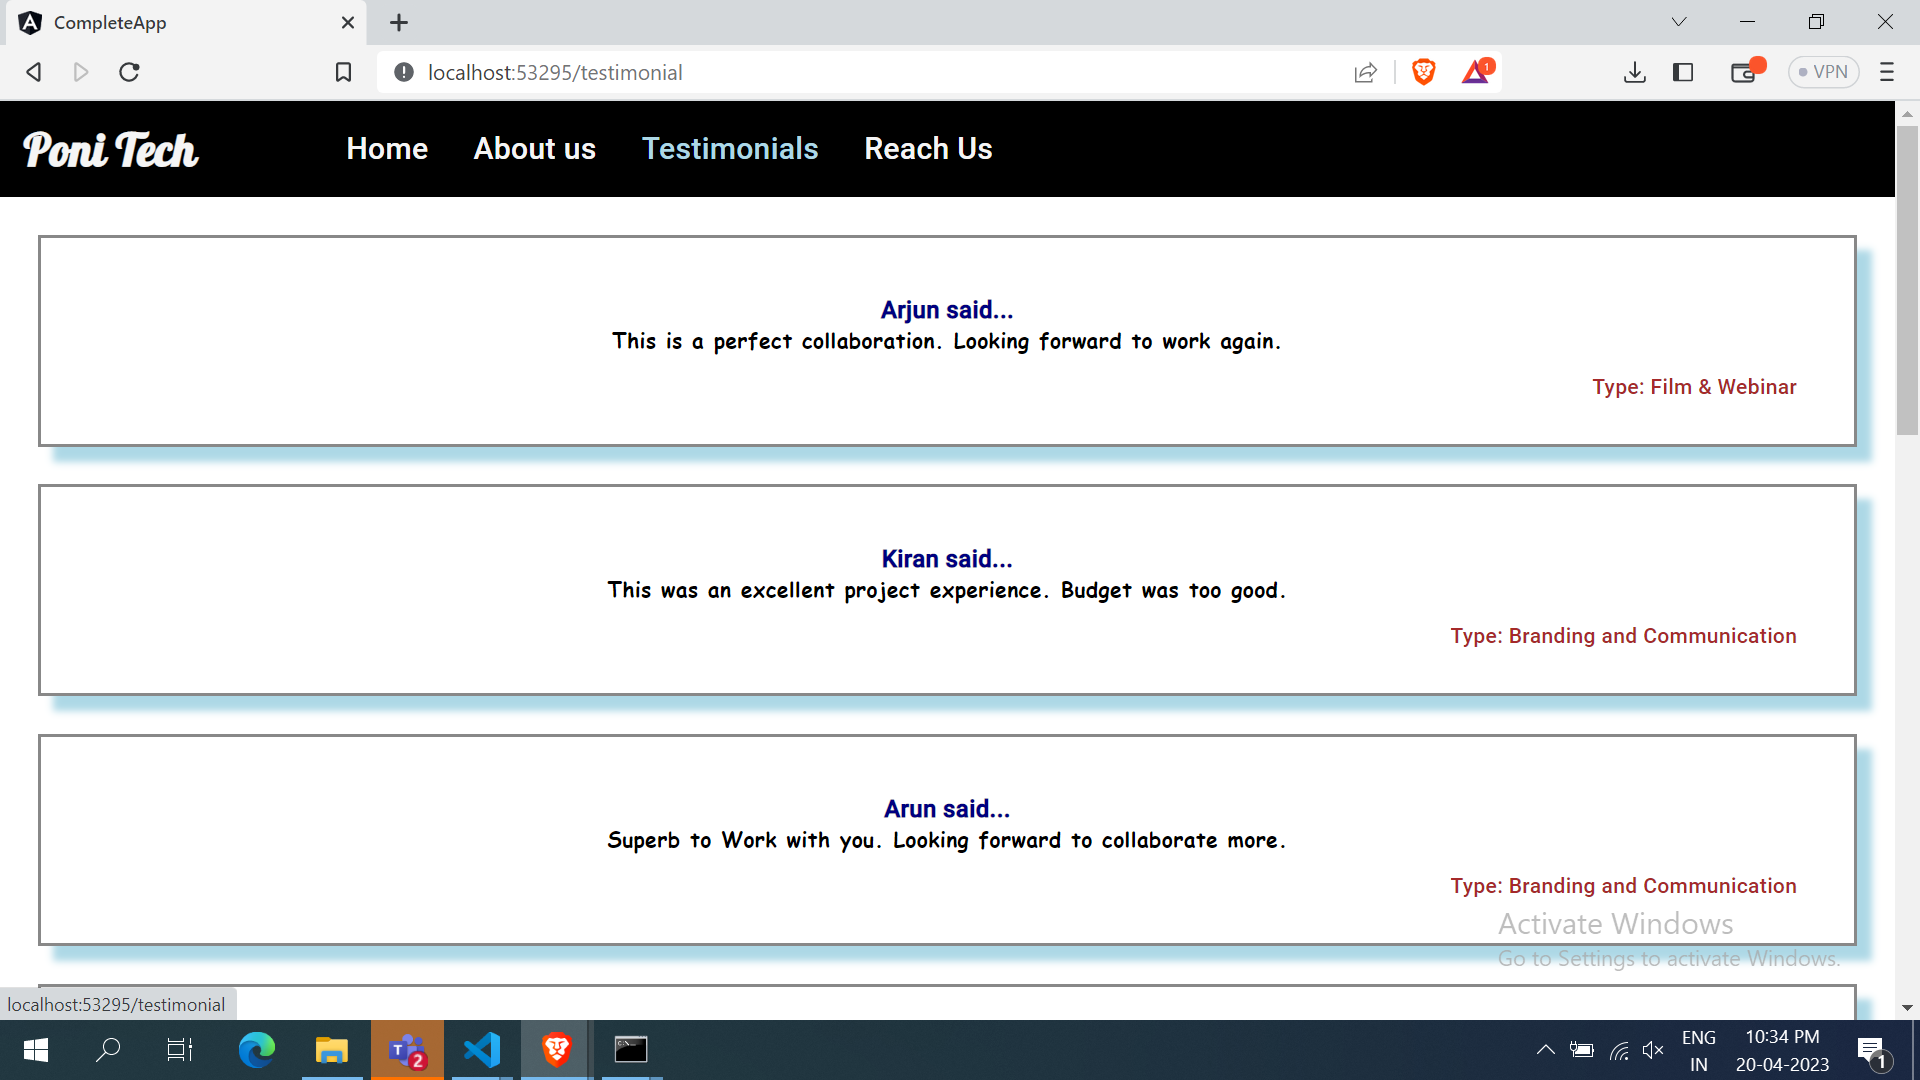 CompleteApp
localhost:53295/testimonial
1
VPN
Poni Tech
Home
About us
Testimonials
Reach Us
Arjun said...
This is a perfect collaboration. Looking forward to work again.
Type: Film & Webinar
Kiran said...
This was an excellent project experience. Budget was too good.
Type: Branding and Communication
Arun said...
Superb to Work with you. Looking forward to collaborate more.
Type: Branding and Communication
Activate Windows
Go to Settings to activate Windows.
localhost:53295/testimonial
T
2
ENG
IN
10:34 PM
20-04-2023
1